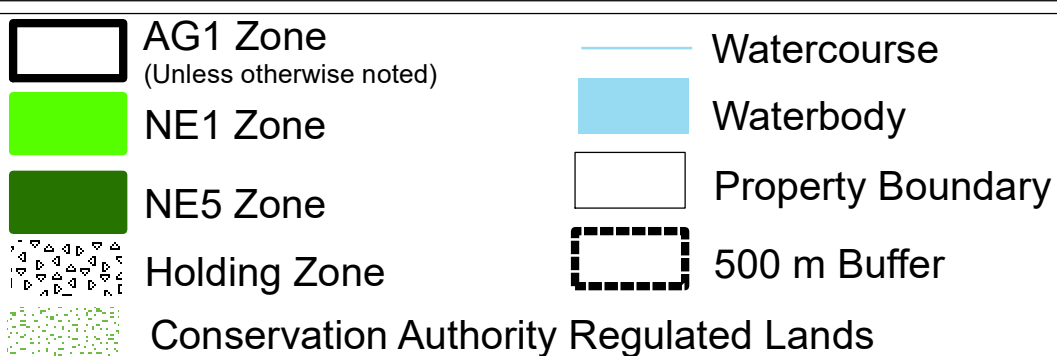 AG1 Zone
(Unless otherwise noted)
NE1 Zone
NE5 Zone
Holding Zone
Conservation Authority Regulated Lands
Watercourse
Waterbody
Property Boundary
500 m Buffer